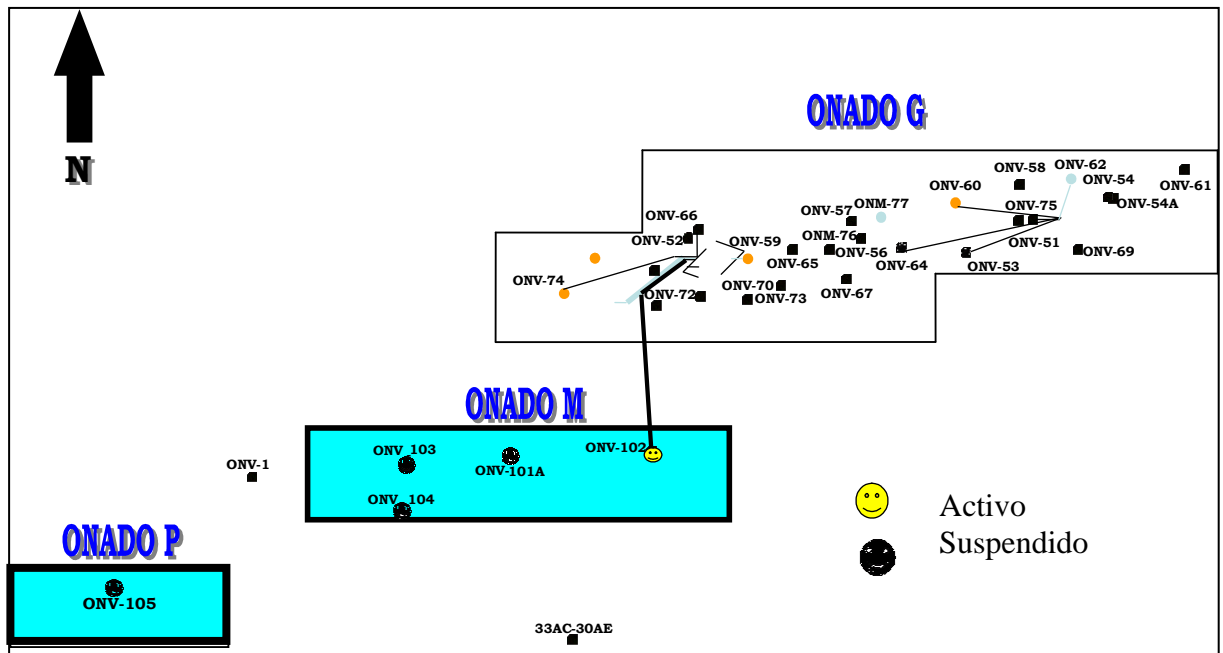 N
ONADO G
ONV-58
ONV-62
ONV-54
ONV-61
ONV-60
ONV-54A
ONV-66
ONV-57
ONM-77
ONV-75
ONV-52
ONV-59
ONM-76
ONV-56
ONV-51
ONV-65
ONV-64
ONV-53
ONV-69
ONV-74
ONV-72
ONV-70
ONV-73
ONV-67
ONADO M
ONV 103
ONV-101A
ONV-102
ONV-1
ONV 104
Activo
Suspendido
ONADO P
ONV-105
33AC-30AE